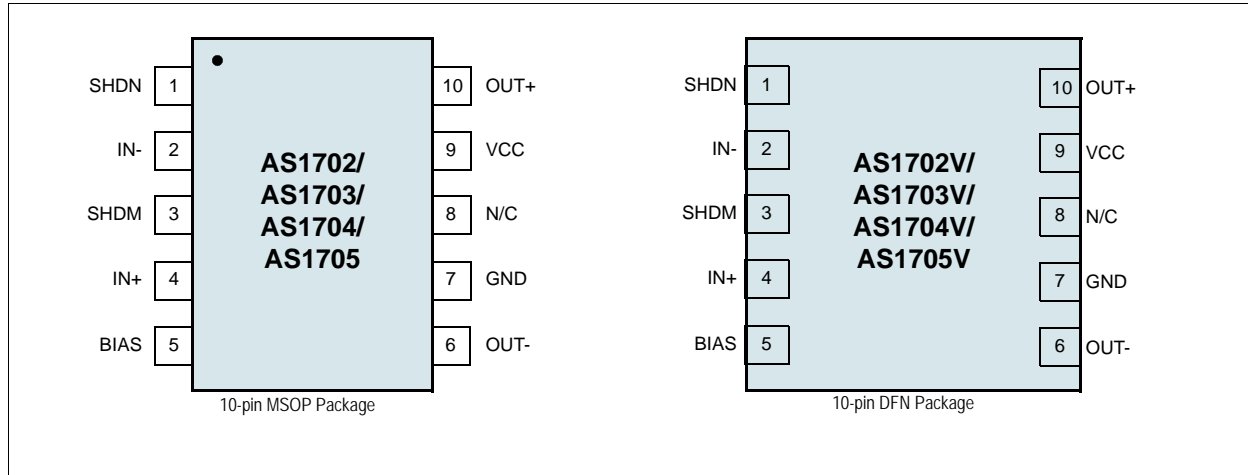 SHDN 1
IN- 2
SHDM 3
IN+ 4
BIAS 5
AS1702/
AS1703/
AS1704/
AS1705
10 OUT+
9 VCC
8 N/C
7 GND
6 OUT-
10-pin MSOP Package
SHDN 1
IN- 2
SHDM 3
IN+ 4
BIAS 5
AS1702V/
AS1703V/
AS1704V/
AS1705V
10 OUT+
9 VCC
8 N/C
7 GND
6 OUT-
10-pin DFN Package